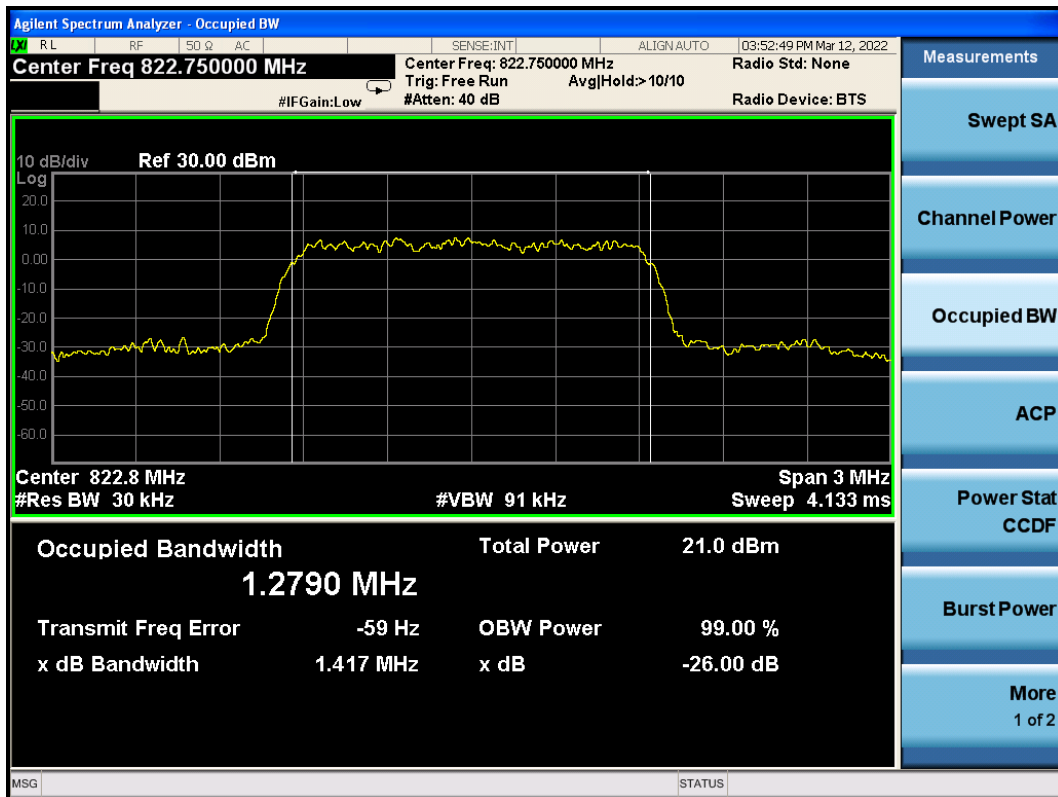 Agilent Spectrum Analyzer - Occupied BW
LXI RL RF 50 Ω AC SENSE:INT ALIGN AUTO 03:52:49 PM Mar 12, 2022
Center Freq 822.750000 MHz
Center Freq: 822.750000 MHz Radio Std: None
Trig: Free Run Avg|Hold:>10/10
#IFGain:Low #Atten: 40 dB Radio Device: BTS
10 dB/div Ref 30.00 dBm
Log
20.0
10.0
0.00
-10.0
-20.0
-30.0
-40.0
-50.0
-60.0
Center 822.8 MHz Span 3 MHz
#Res BW 30 kHz #VBW 91 kHz Sweep 4.133 ms
Occupied Bandwidth Total Power 21.0 dBm
1.2790 MHz
Transmit Freq Error -59 Hz OBW Power 99.00 %
x dB Bandwidth 1.417 MHz x dB -26.00 dB
Measurements
Swept SA
Channel Power
Occupied BW
ACP
Power Stat
CCDF
Burst Power
More
1 of 2
MSG STATUS